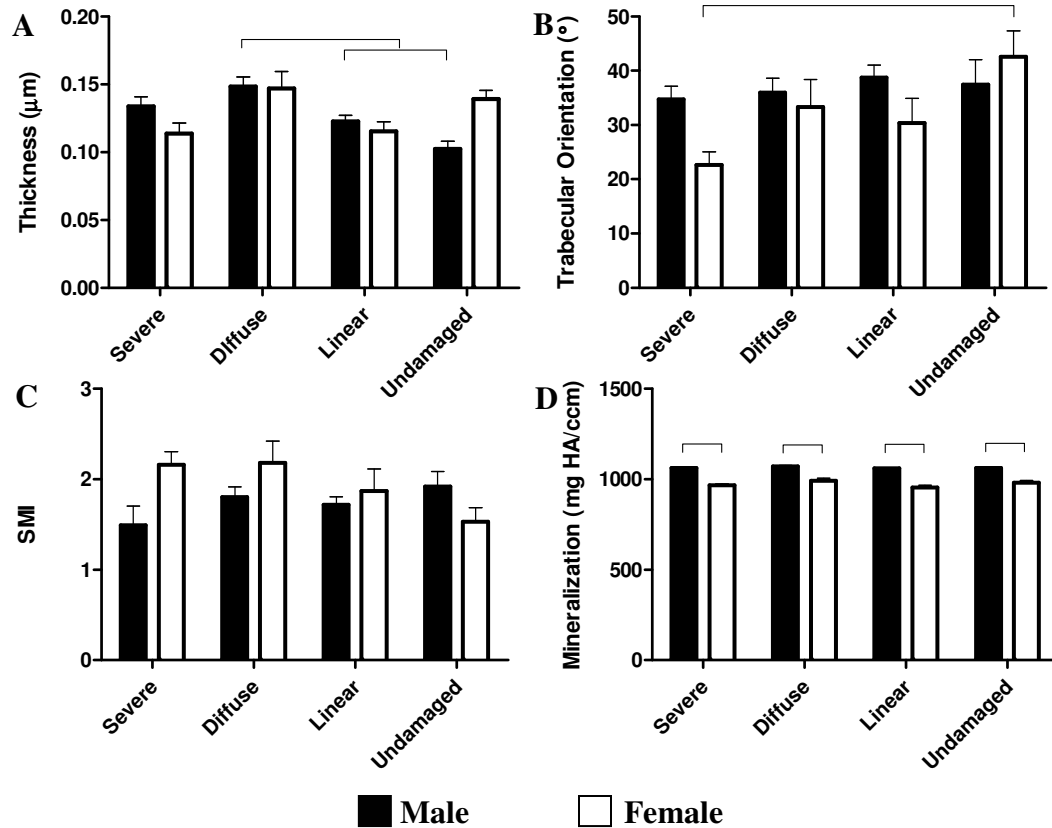 A
Thickness (µm)
0.20
0.15
0.10
0.05
0.00
Severe
DIffuse
Linear
Undamaged
B
Trabecular Orientation (°)
50
40
30
20
10
0
Severe
Diffuse
Linear
Undamaged
C
SMI
3
2
1
0
Severe
Diffuse
Linear
Undamaged
D
Mineralization (mg HA/ccm)
1500
1000
500
0
Severe
Diffuse
Linear
Undamaged
Male
Female